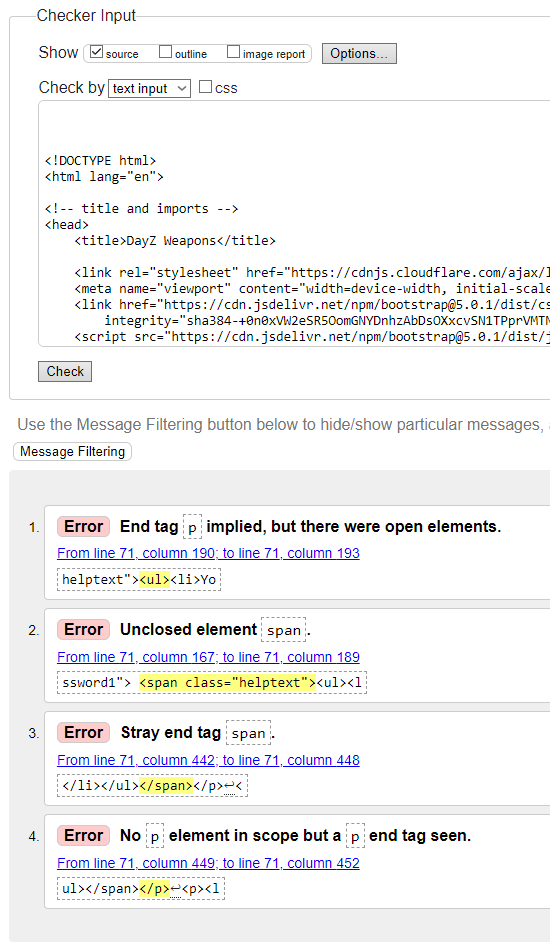 Checker Input
Show source outline image report Options...
Check by text input css
<!DOCTYPE html>
<html lang="en">
<!-- title and imports -->
<head>
<title>DayZ Weapons</title>
<link rel="stylesheet" href="https://cdnjs.cloudflare.com/ajax/l
<meta name="viewport" content="width=device-width, initial-scale
<link href="https://cdn.jsdelivr.net/npm/bootstrap@5.0.1/dist/cs
integrity="sha384-+0n0xVW2eSR5OomGNYDnhzAbDsOXxcvSN1TPprVMTN
<script src="https://cdn.jsdelivr.net/npm/bootstrap@5.0.1/dist/j
Check
Use the Message Filtering button below to hide/show particular messages,
Message Filtering
1. Error End tag p implied, but there were open elements.
From line 71, column 190; to line 71, column 193
helptext"><ul><li>Yo
2. Error Unclosed element span.
From line 71, column 167; to line 71, column 189
ssword1"> <span class="helptext"><ul><l
3. Error Stray end tag span.
From line 71, column 442; to line 71, column 448
</li></ul></span></p>↩<
4. Error No p element in scope but a p end tag seen.
From line 71, column 449; to line 71, column 452
ul></span></p>↩<p><l